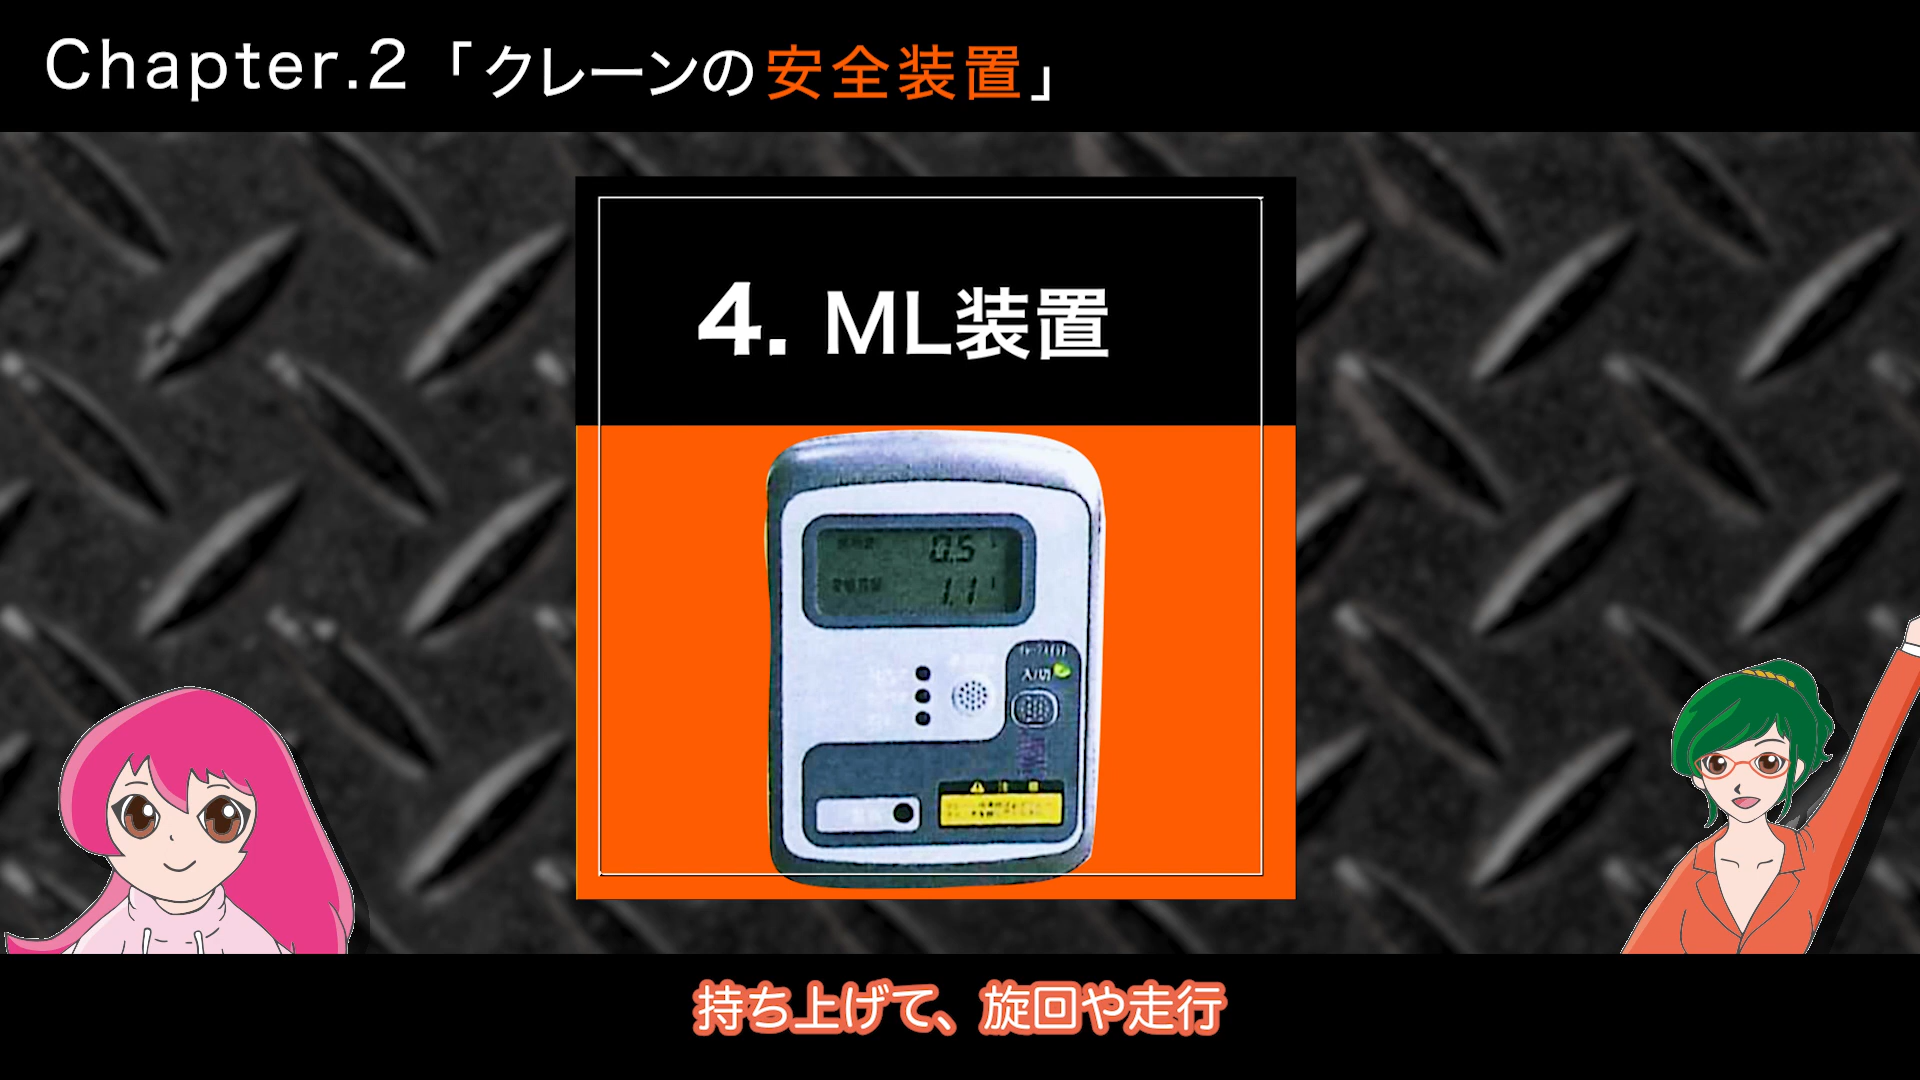 Chapter.2「クレーンの安全装置」
4. ML装置
0.5
1.1
入/切
持ち上げて、旋回や走行